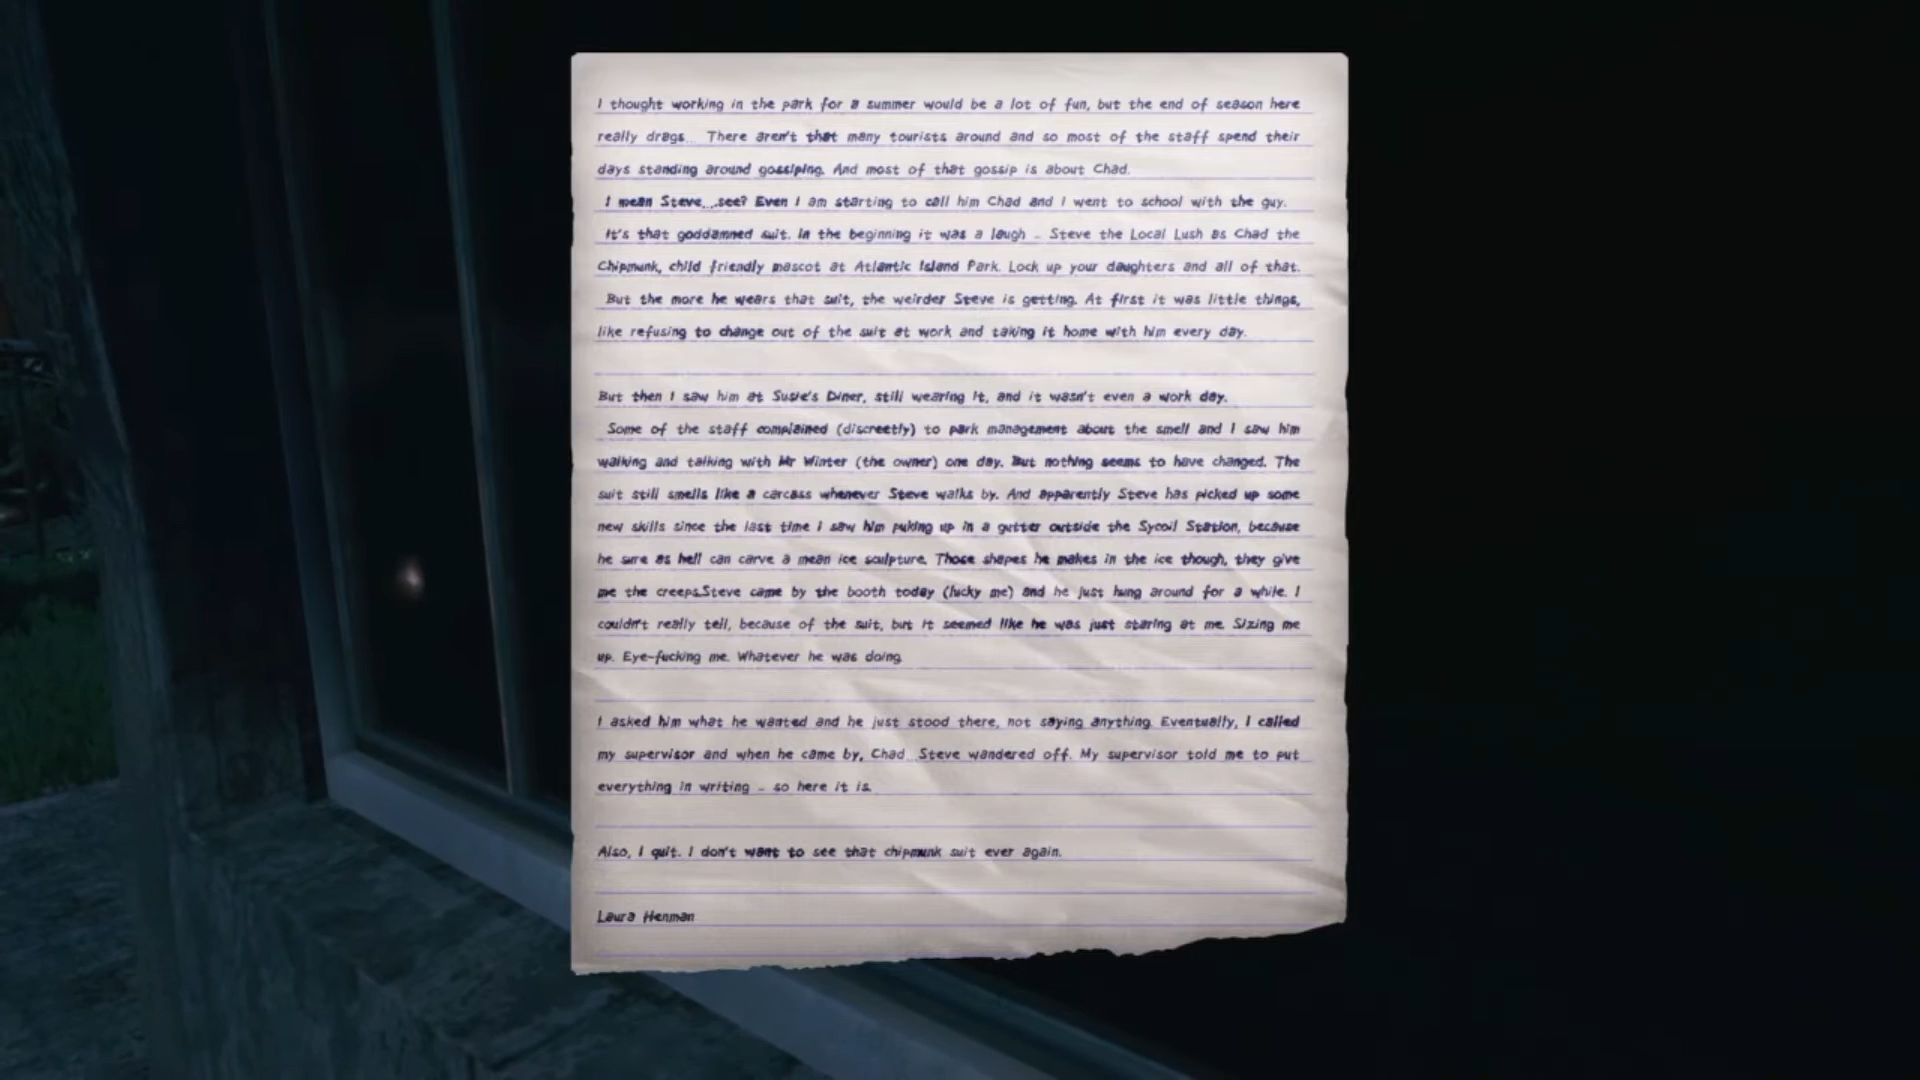 I thought working in the park for a summer would be a lot of fun, but the end of season here
really drags... There aren't that many tourists around and so most of the staff spend their
days standing around gossiping. And most of that gossip is about Chad.
I mean Steve...see? Even I am starting to call him Chad and I went to school with the guy.
It's that goddamned suit. In the beginning it was a laugh - Steve the Local Lush as Chad the
Chipmunk, child friendly mascot at Atlantic Island Park. Lock up your daughters and all of that.
But the more he wears that suit, the weirder Steve is getting. At first it was little things,
like refusing to change out of the suit at work and taking it home with him every day.
But then I saw him at Susie's Diner, still wearing it, and it wasn't even a work day.
Some of the staff complained (discreetly) to park management about the smell and I saw him
walking and talking with Mr Winter (the owner) one day. But nothing seems to have changed. The
suit still smells like a carcass whenever Steve walks by. And apparently Steve has picked up some
new skills since the last time I saw him puking up in a gutter outside the Sycoil Station, because
he sure as hell can carve a mean ice sculpture. Those shapes he makes in the ice though, they give
me the creeps.Steve came by the booth today (lucky me) and he just hung around for a while. I
couldn't really tell, because of the suit, but it seemed like he was just staring at me. Sizing me
up. Eye-fucking me. Whatever he was doing.
I asked him what he wanted and he just stood there, not saying anything. Eventually, I called
my supervisor and when he came by, Chad...Steve wandered off. My supervisor told me to put
everything in writing - so here it is.
Also, I quit. I don't want to see that chipmunk suit ever again.
Laura Henman